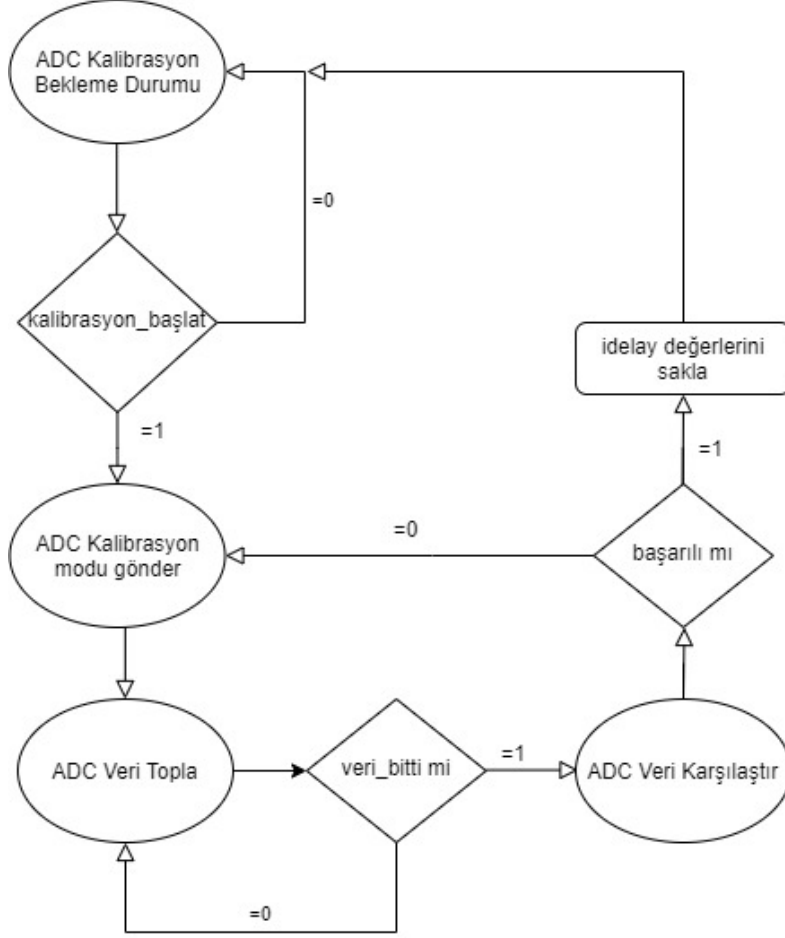 ADC Kalibrasyon
Bekleme Durumu
=0
kalibrasyon_başlat
=1
idelay değerlerini
sakla
=1
ADC Kalibrasyon
modu gönder
=0
başarılı mı
ADC Veri Topla
veri_bitti mi
=1
ADC Veri Karşılaştır
=0